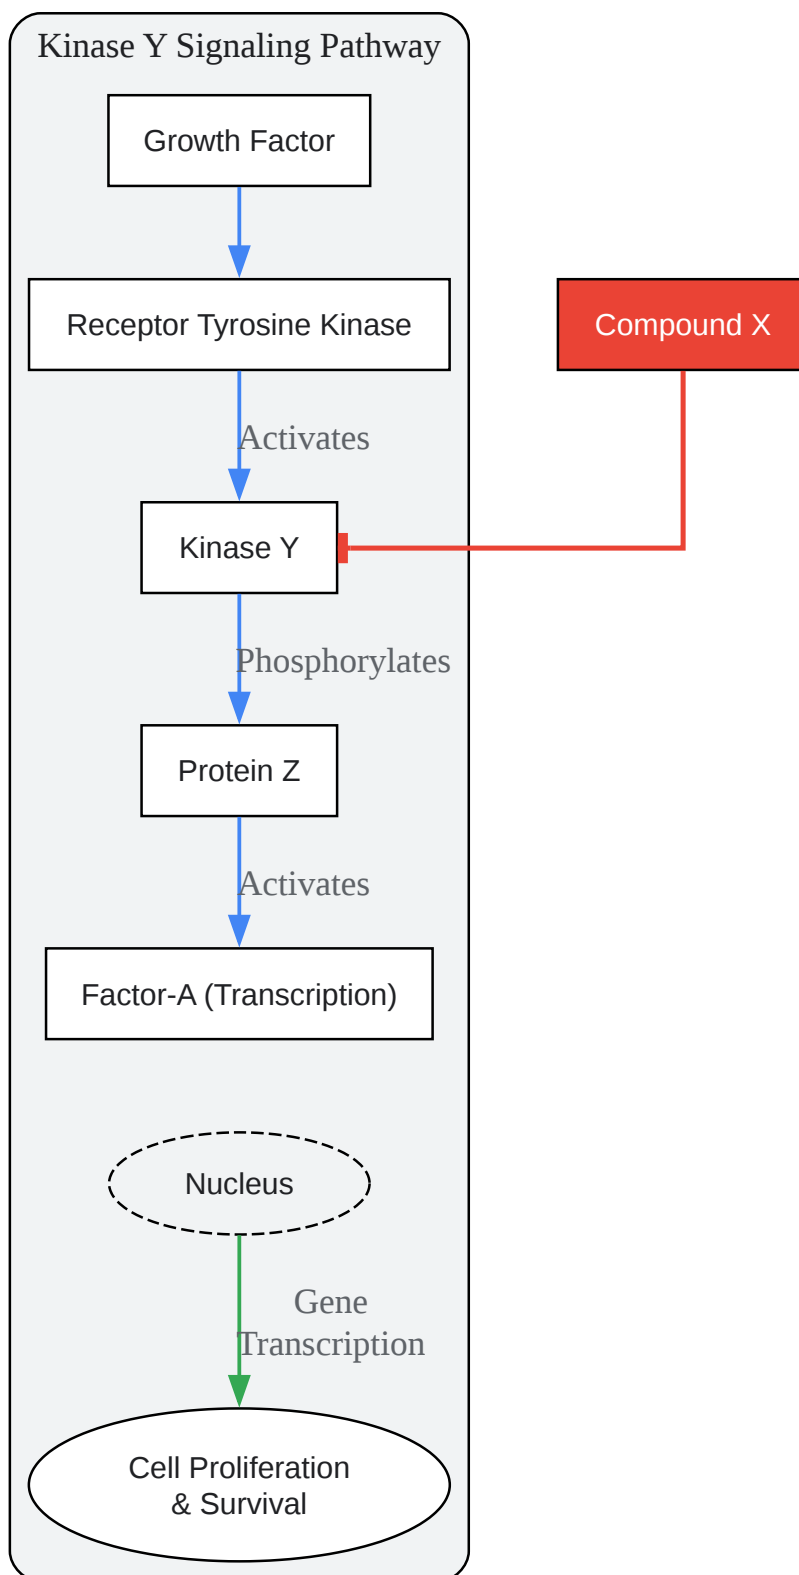 Kinase Y Signaling Pathway
Growth Factor
Receptor Tyrosine Kinase
Compound X
Activates
Kinase Y
Phosphorylates
Protein Z
Activates
Factor-A (Transcription)
Nucleus
Gene
Transcription
Cell Proliferation
& Survival